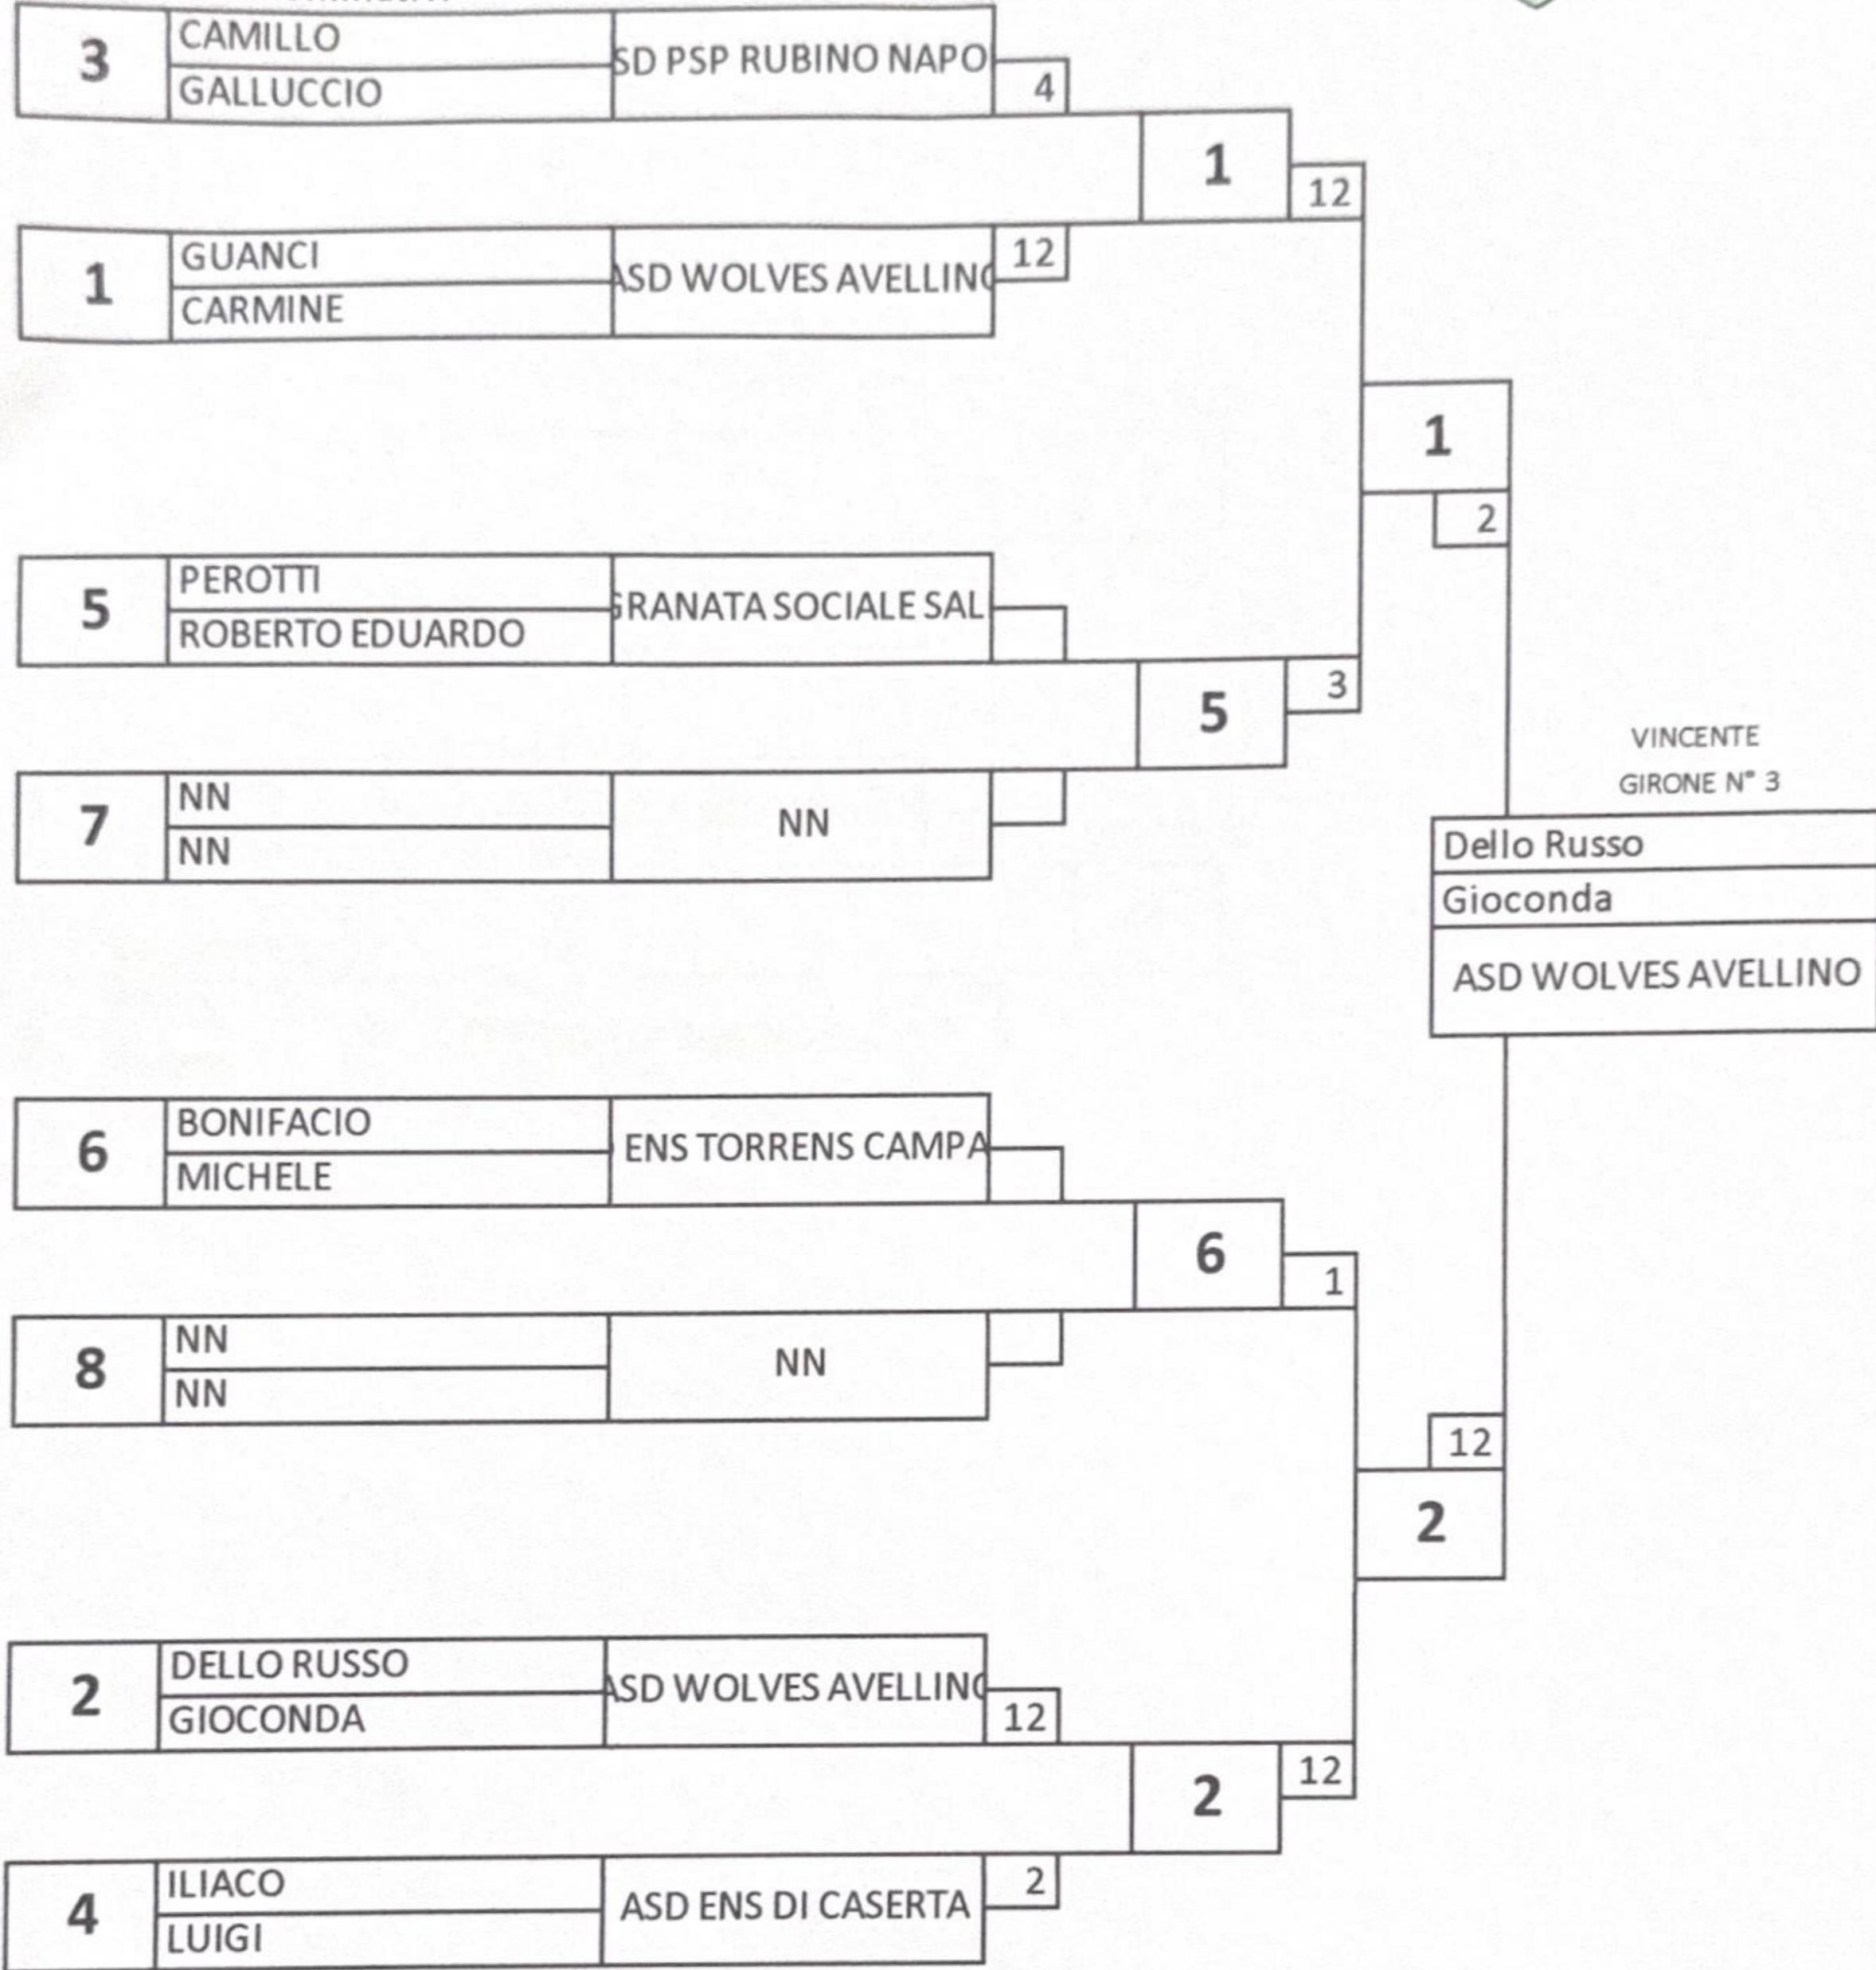 3 CAMILLO SD PSP RUBINO NAPO
GALLUCCIO 4
1 12
1 GUANCI ASD WOLVES AVELLINO 12
CARMINE
1
2
5 PEROTTI GRANATA SOCIALE SAL
ROBERTO EDUARDO
5 3
7 NN NN
NN
VINCENTE
GIRONE N° 3
Dello Russo
Gioconda
ASD WOLVES AVELLINO
6 BONIFACIO ENS TORRENS CAMPA
MICHELE
6 1
8 NN NN
NN
12
2
2 DELLO RUSSO ASD WOLVES AVELLINO
GIOCONDA 12
2 12
4 ILIACO ASD ENS DI CASERTA 2
LUIGI